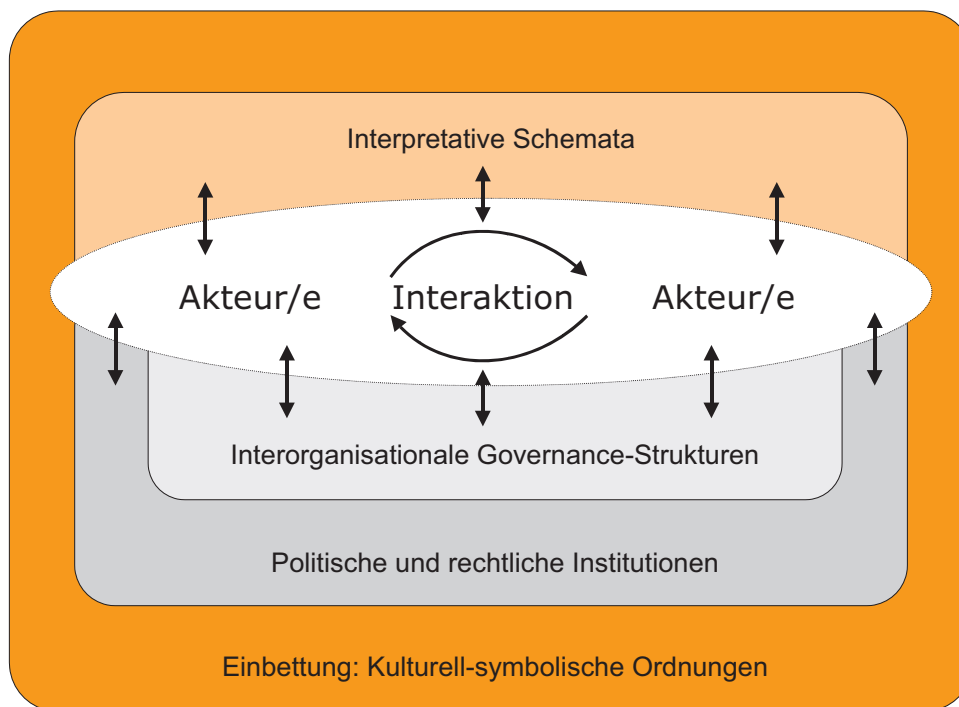 Interpretative Schemata
Akteur/e Interaktion Akteur/e
Interorganisationale Governance-Strukturen
Politische und rechtliche Institutionen
Einbettung: Kulturell-symbolische Ordnungen